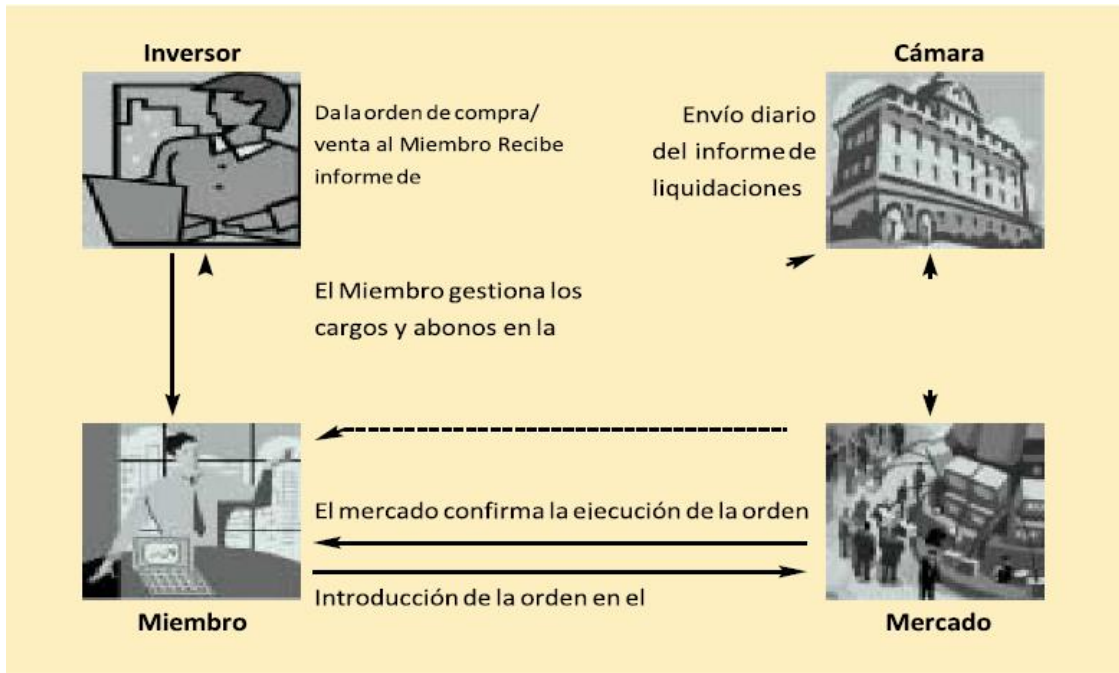 Inversor
Cámara
Da la orden de compra/
venta al Miembro Recibe
informe de
Envío diario
del informe de
liquidaciones
El Miembro gestiona los
cargos y abonos en la
El mercado confirma la ejecución de la orden
Introducción de la orden en el
Miembro
Mercado